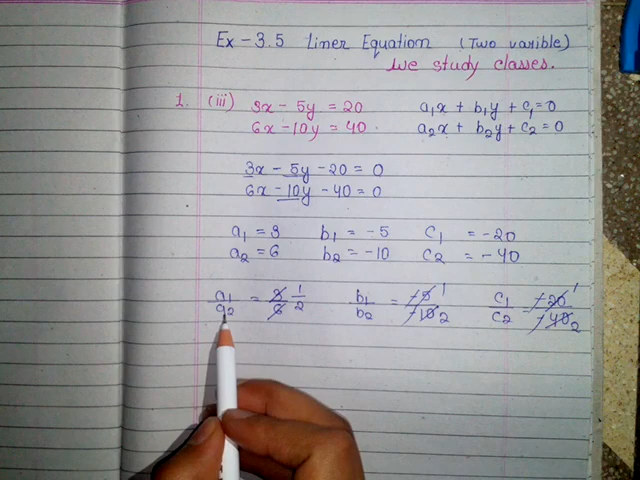 Ex - 3.5 Liner Equation (Two varible)
We study classes.
1. (iii) 3x - 5y = 20 a₁x + b₁y + c₁ = 0
6x - 10y = 40. a₂x + b₂y + c₂ = 0
3x - 5y - 20 = 0
6x - 10y - 40 = 0
a₁ = 3 b₁ = -5 c₁ = -20
a₂ = 6 b₂ = -10 c₂ = -40
a₁/a₂ = 3/6 1/2 b₁/b₂ = -5/-10 1/2 c₁/c₂ = -20/-40 1/2